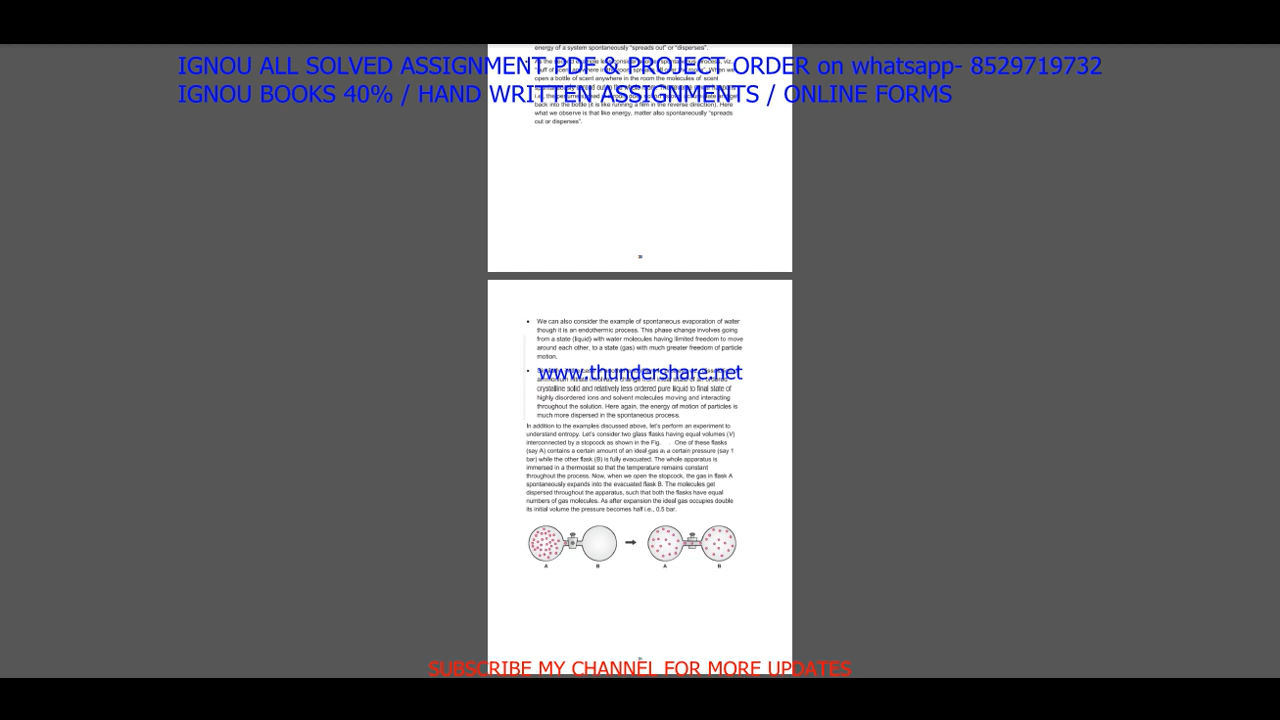 energy of a system spontaneously "spreads out" or "disperses".
IGNOU ALL SOLVED ASSIGNMENT PDF & PROJECT ORDER on whatsapp- 8529719732
open a bottle of scent anywhere in the room the molecules of scent
IGNOU BOOKS 40% / HAND WRITTEN ASSIGNMENTS / ONLINE FORMS
back into the bottle (it is like running a film in the reverse direction). Here
what we observe is that like energy, matter also spontaneously "spreads
out or disperses".
• We can also consider the example of spontaneous evaporation of water
though it is an endothermic process. This phase change involves going
from a state (liquid) with water molecules having limited freedom to move
around each other, to a state (gas) with much greater freedom of particle
motion.
www.thundershare.net
crystalline solid and relatively less ordered pure liquid to final state of
highly disordered ions and solvent molecules moving and interacting
throughout the solution. Here again, the energy of motion of particles is
much more dispersed in the spontaneous process.
In addition to the examples discussed above, let's perform an experiment to
understand entropy. Let's consider two glass flasks having equal volumes (V)
interconnected by a stopcock as shown in the Fig. . One of these flasks
(say A) contains a certain amount of an ideal gas at a certain pressure (say 1
bar) while the other flask (B) is fully evacuated. The whole apparatus is
immersed in a thermostat so that the temperature remains constant
throughout the process. Now, when we open the stopcock, the gas in flask A
spontaneously expands into the evacuated flask B. The molecules get
dispersed throughout the apparatus, such that both the flasks have equal
numbers of gas molecules. As after expansion the ideal gas occupies double
its initial volume the pressure becomes half i.e., 0.5 bar.
A B A B
SUBSCRIBE MY CHANNEL FOR MORE UPDATES